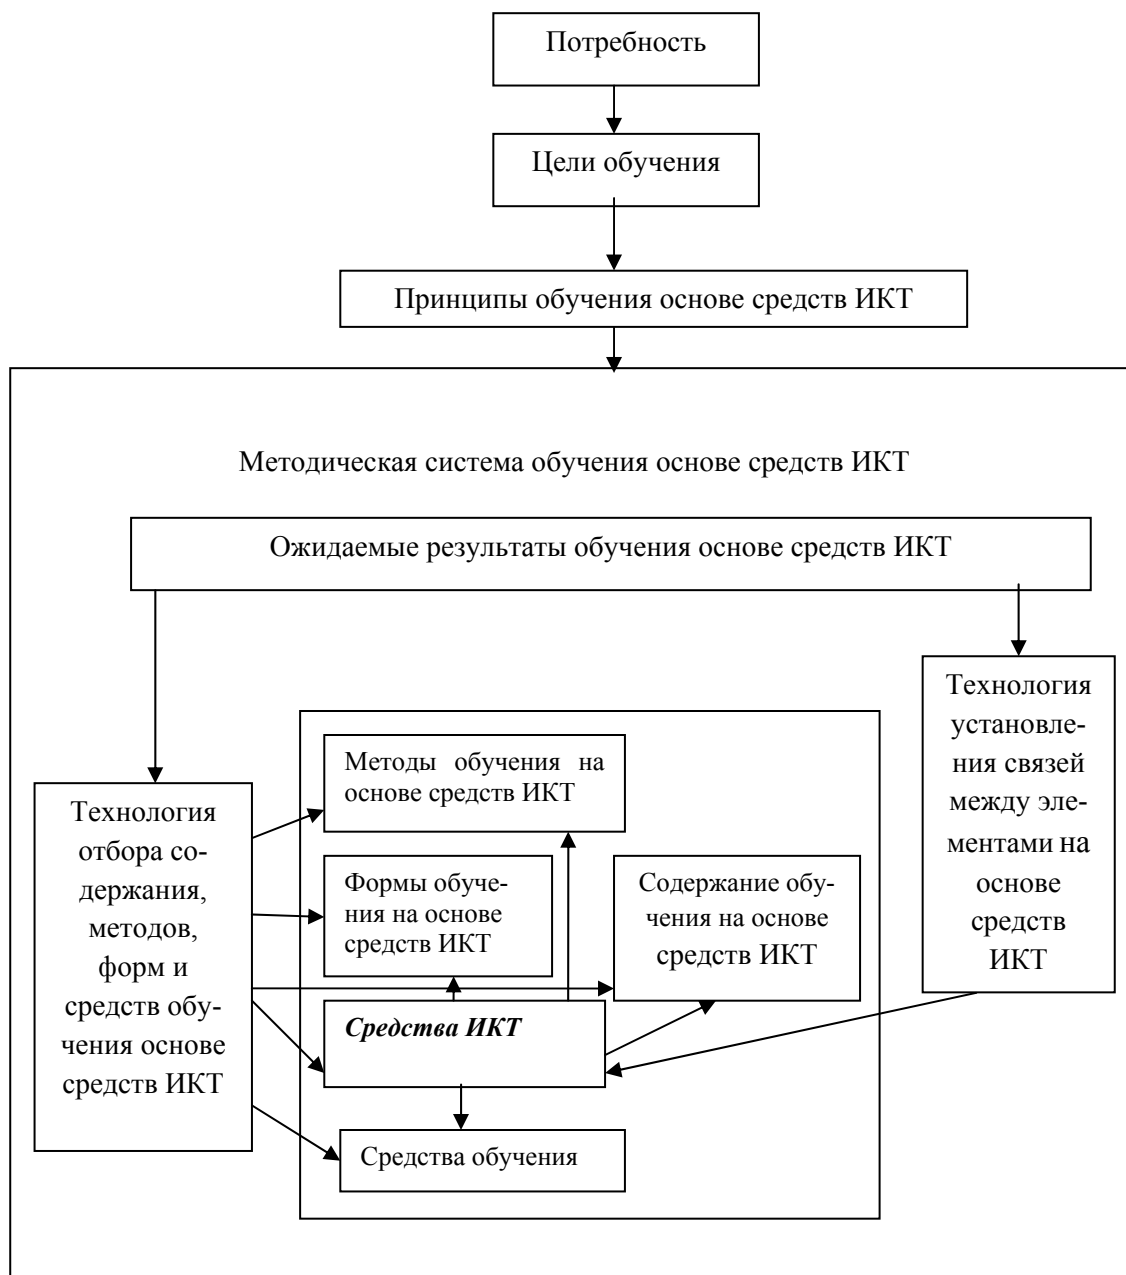 Потребность
Цели обучения
Принципы обучения основе средств ИКТ
Методическая система обучения основе средств ИКТ
Ожидаемые результаты обучения основе средств ИКТ
Технология
отбора со-
держания,
методов,
форм и
средств обу-
чения основе
средств ИКТ
Методы обучения на
основе средств ИКТ
Формы обуче-
ния на основе
средств ИКТ
Содержание обу-
чения на основе
средств ИКТ
Средства ИКТ
Средства обучения
Технология
установле-
ния связей
между эле-
ментами на
основе
средств
ИКТ